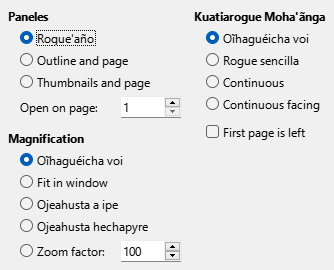 Paneles
Rogue'año
Outline and page
Thumbnails and page
Open on page: 1
Magnification
Oîhaguéicha voi
Fit in window
Ojeahusta a ipe
Ojeahusta hechapyre
Zoom factor: 100
Kuatiarogue Moha'ãnga
Oîhaguéicha voi
Rogue sencilla
Continuous
Continuous facing
First page is left